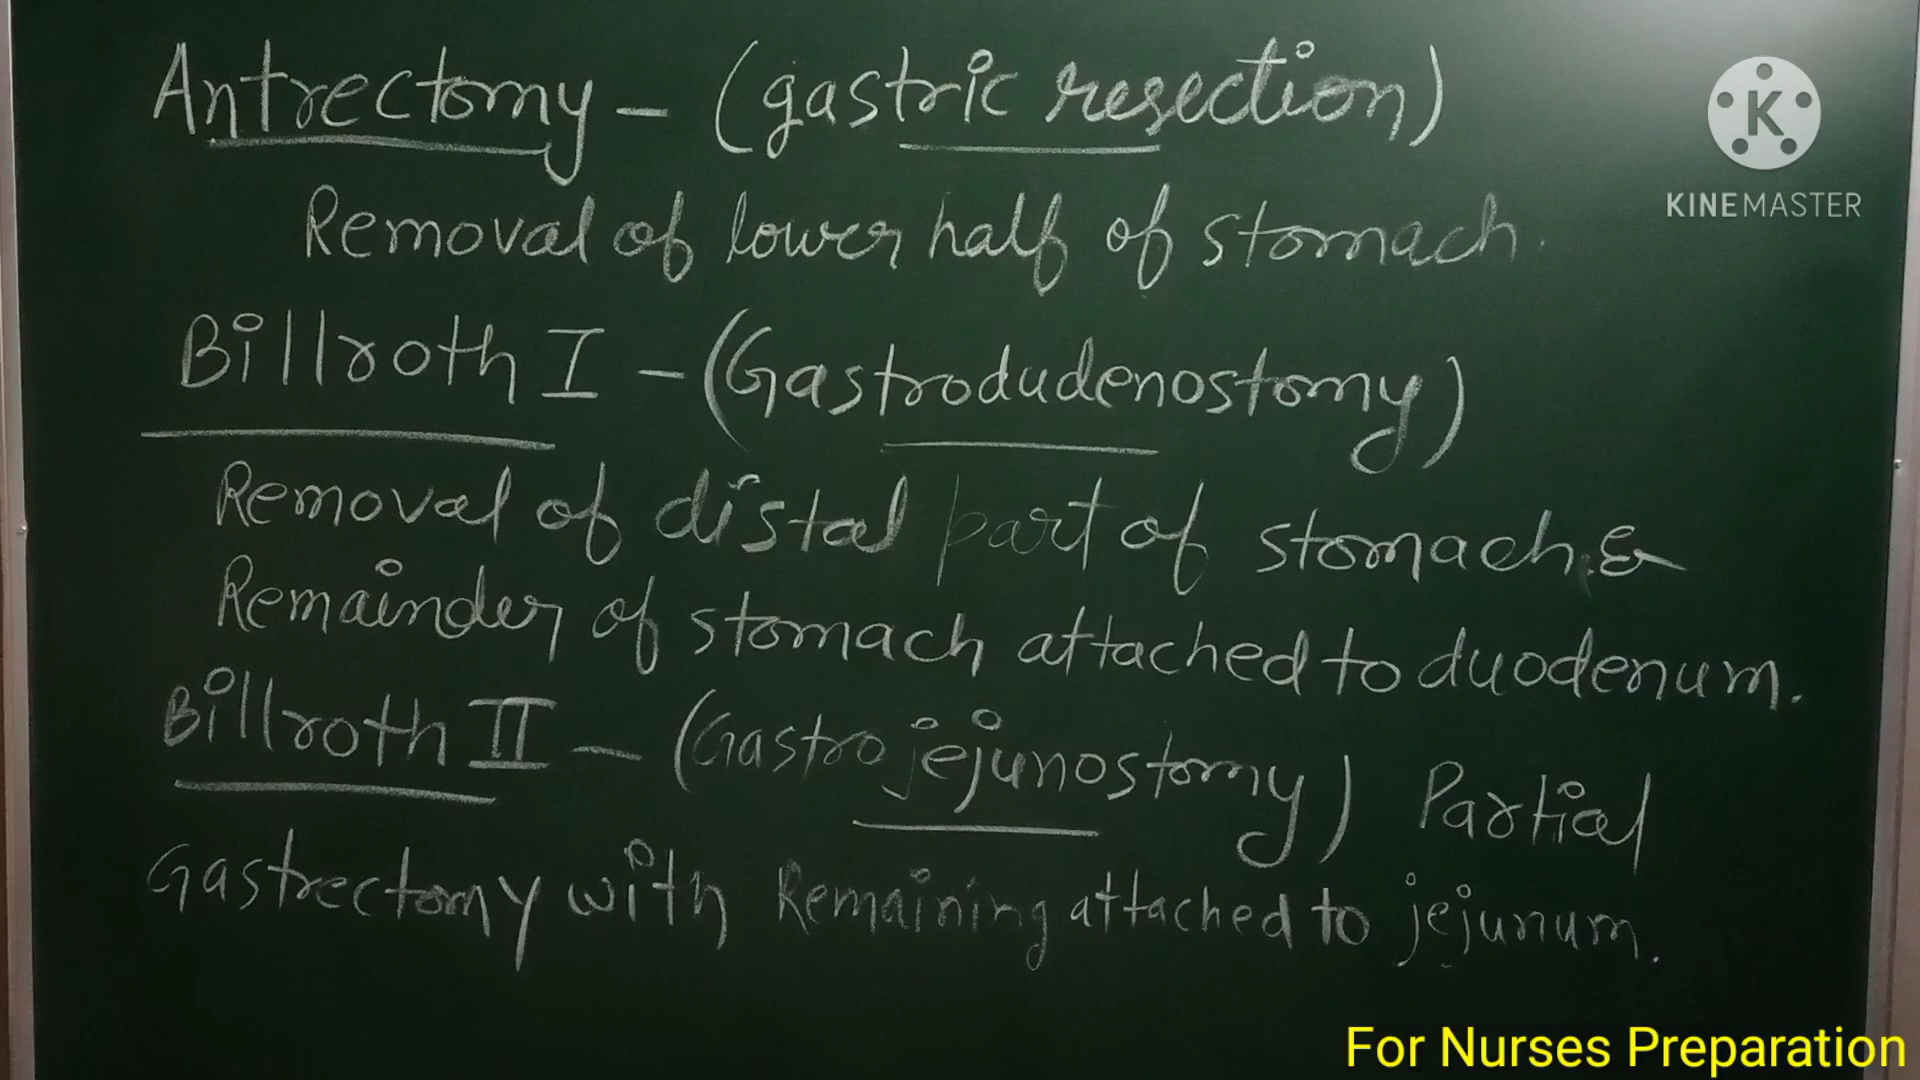 Antrectomy – (gastric resection)
Removal of lower half of stomach.
Billroth I – (Gastrodudenostomy)
Removal of distal part of stomach. &
Remainder of stomach attached to duodenum.
Billroth II – (Gastrojejunostomy) Partial
Gastrectomy with Remaining attached to jejunum.
K
KINEMASTER
For Nurses Preparation